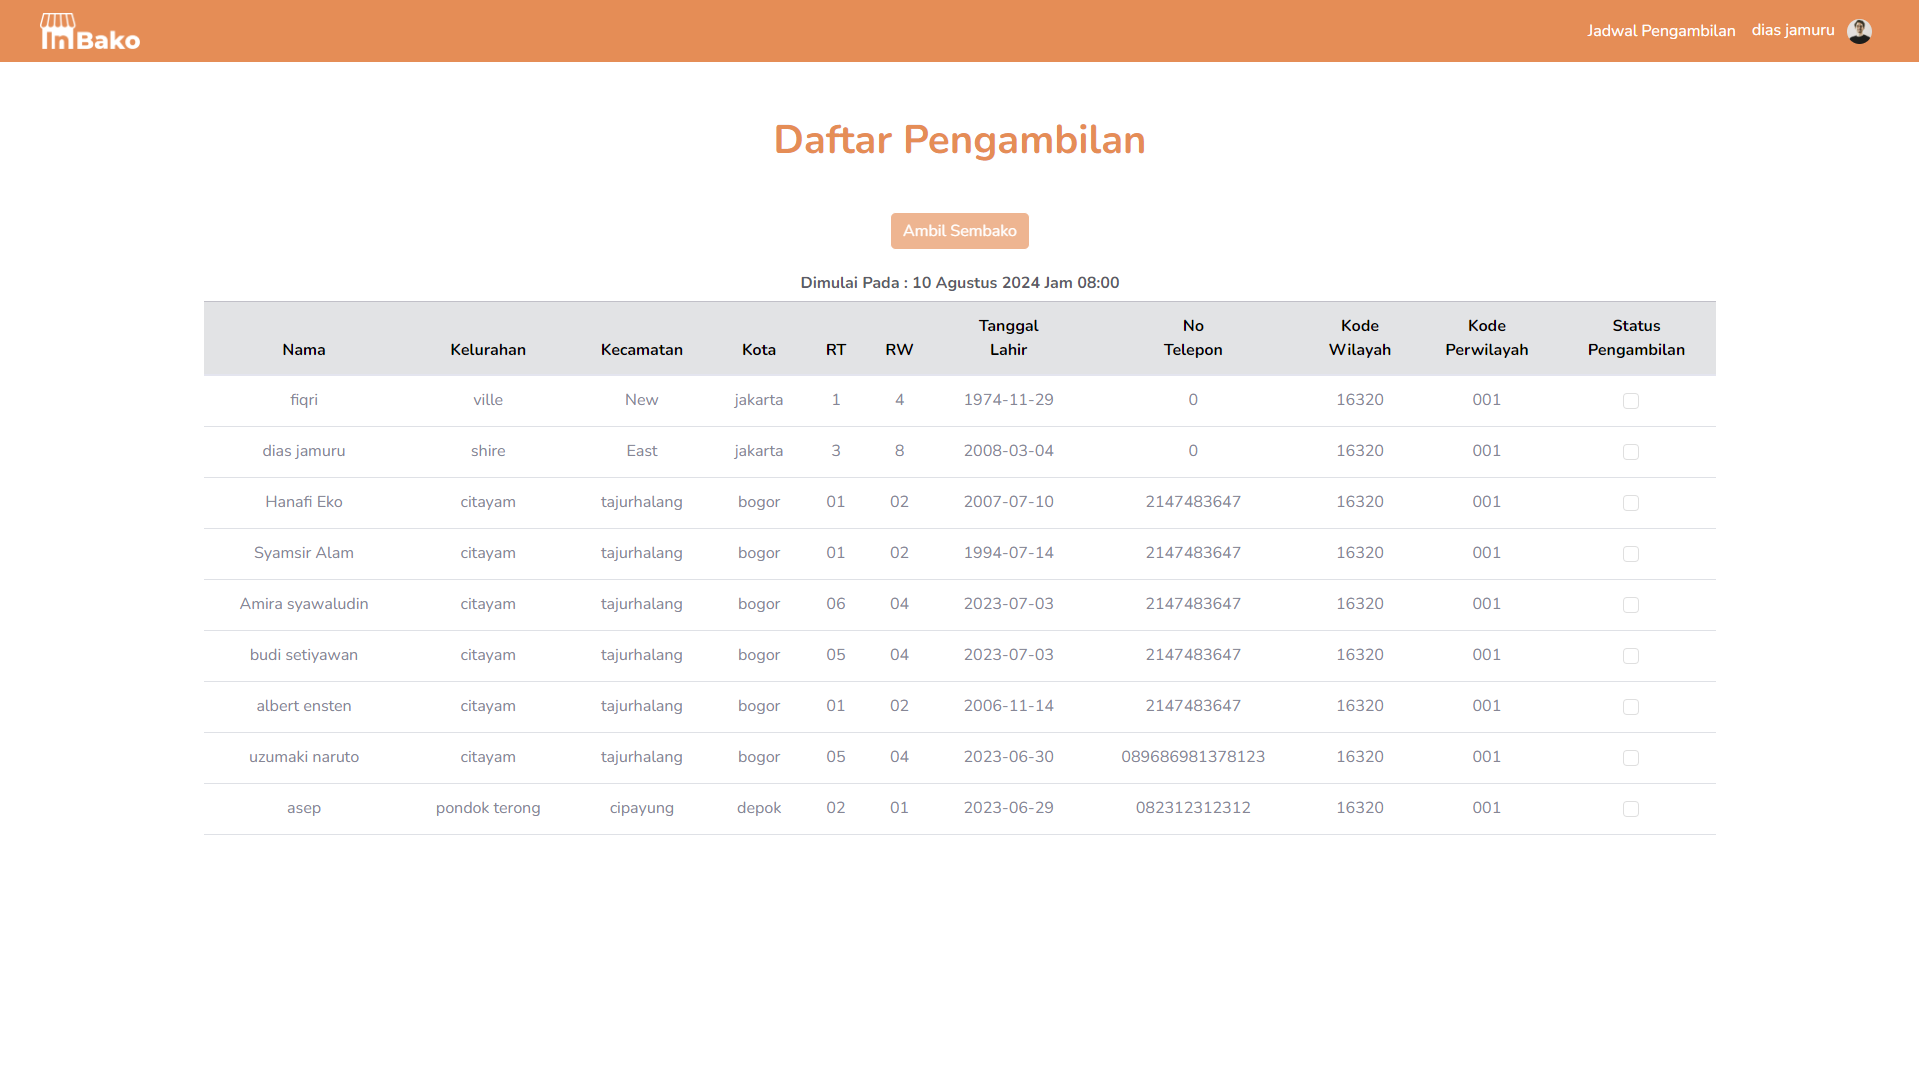 InBako
Jadwal Pengambilan dias jamuru
Daftar Pengambilan
Ambil Sembako
Dimulai Pada : 10 Agustus 2024 Jam 08:00
Nama Kelurahan Kecamatan Kota RT RW Tanggal Lahir No Telepon Kode Wilayah Kode Perwilayah Status Pengambilan
fiqri ville New jakarta 1 4 1974-11-29 0 16320 001
dias jamuru shire East jakarta 3 8 2008-03-04 0 16320 001
Hanafi Eko citayam tajurhalang bogor 01 02 2007-07-10 2147483647 16320 001
Syamsir Alam citayam tajurhalang bogor 01 02 1994-07-14 2147483647 16320 001
Amira syawaludin citayam tajurhalang bogor 06 04 2023-07-03 2147483647 16320 001
budi setiyawan citayam tajurhalang bogor 05 04 2023-07-03 2147483647 16320 001
albert ensten citayam tajurhalang bogor 01 02 2006-11-14 2147483647 16320 001
uzumaki naruto citayam tajurhalang bogor 05 04 2023-06-30 089686981378123 16320 001
asep pondok terong cipayung depok 02 01 2023-06-29 082312312312 16320 001